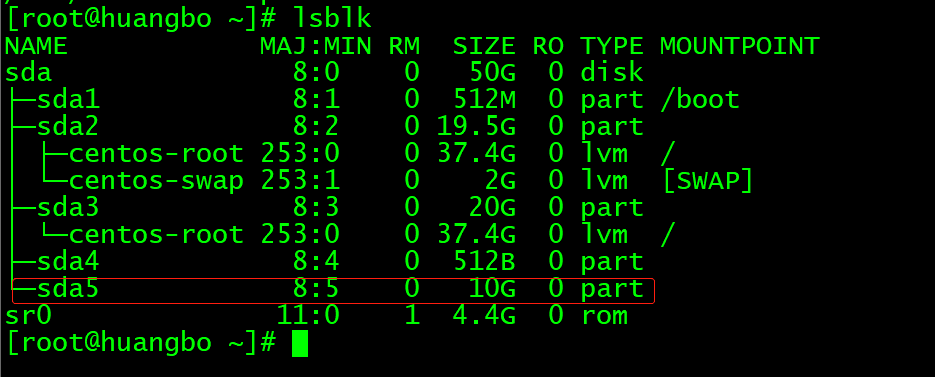 [root@huangbo ~]# lsblk
NAME            MAJ:MIN RM  SIZE RO TYPE MOUNTPOINT
sda               8:0    0   50G  0 disk
├─sda1            8:1    0  512M  0 part /boot
├─sda2            8:2    0 19.5G  0 part
│ ├─centos-root 253:0    0 37.4G  0 lvm  /
│ └─centos-swap 253:1    0    2G  0 lvm  [SWAP]
├─sda3            8:3    0   20G  0 part
│ └─centos-root 253:0    0 37.4G  0 lvm  /
├─sda4            8:4    0  512B  0 part
└─sda5            8:5    0   10G  0 part
sr0              11:0    1  4.4G  0 rom
[root@huangbo ~]#